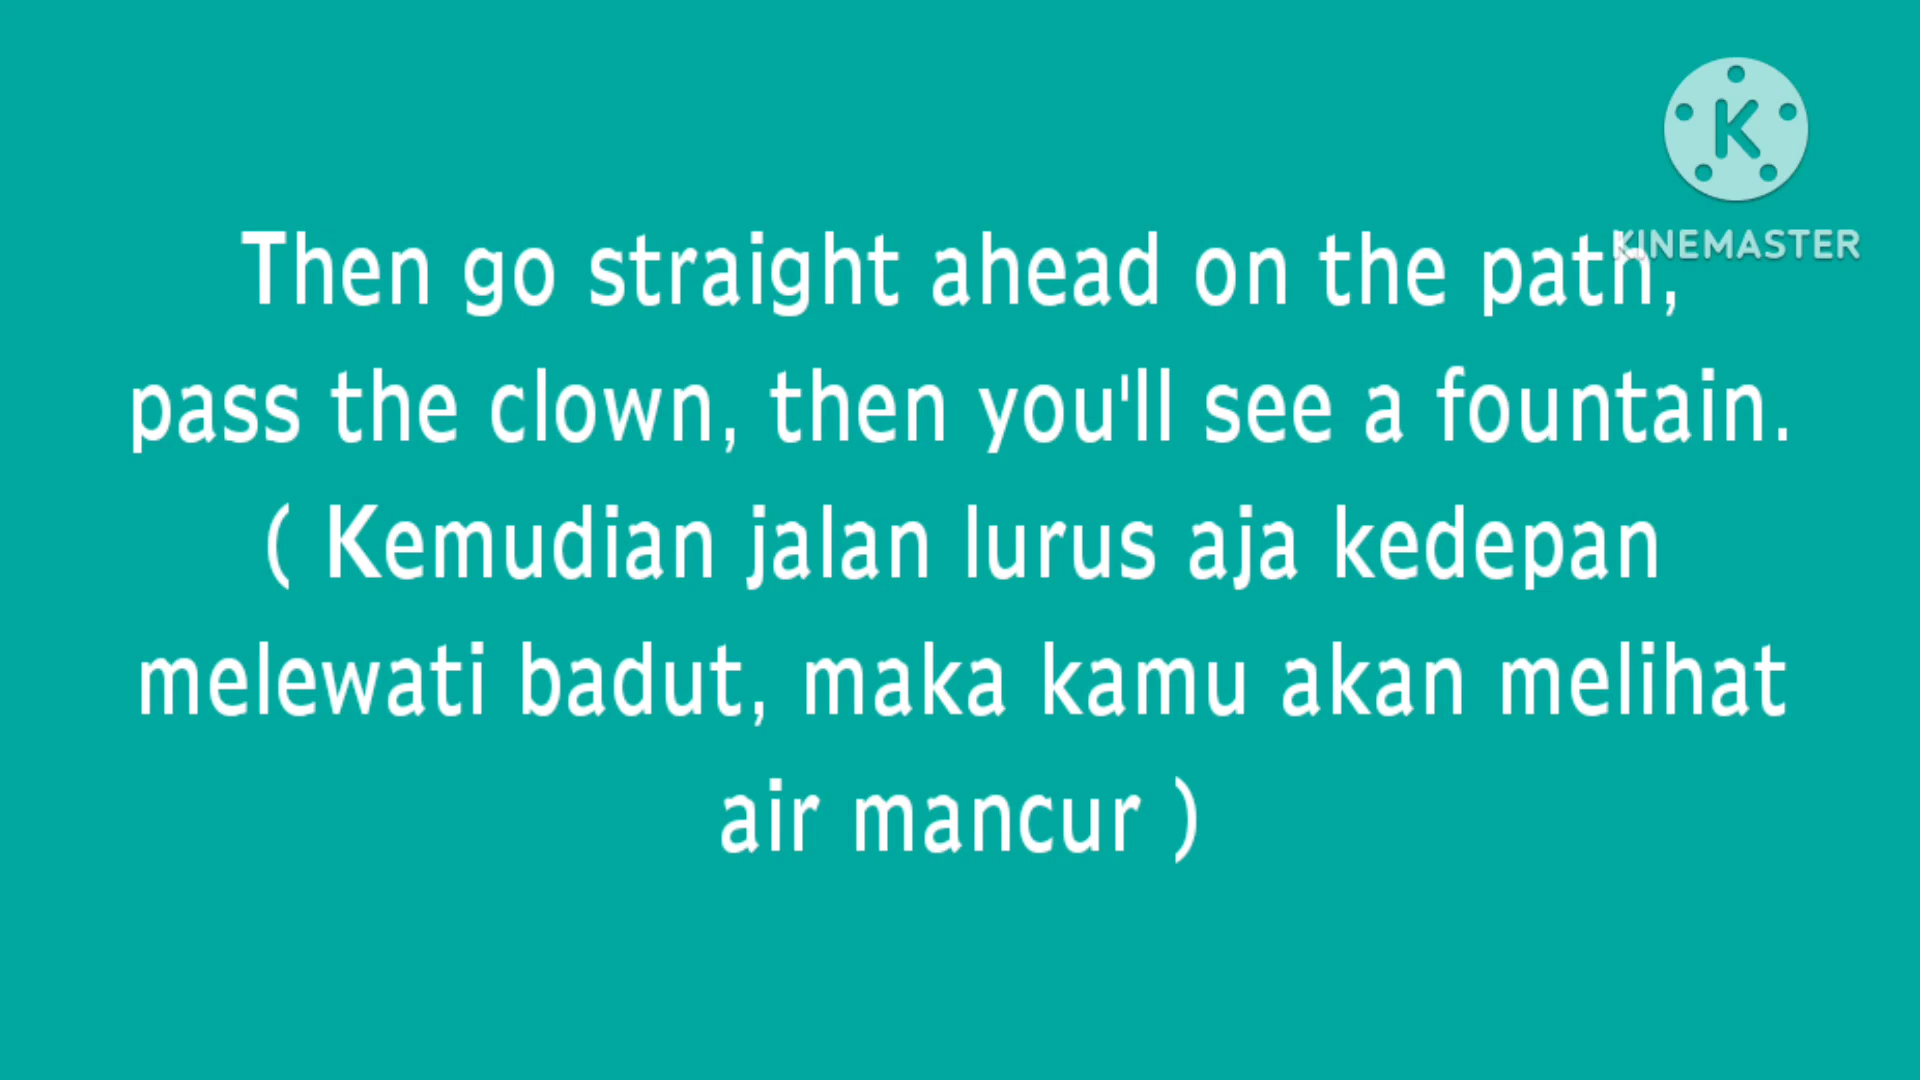 K
KINEMASTER
Then go straight ahead on the path,
pass the clown, then you'll see a fountain.
( Kemudian jalan lurus aja kedepan
melewati badut, maka kamu akan melihat
air mancur )